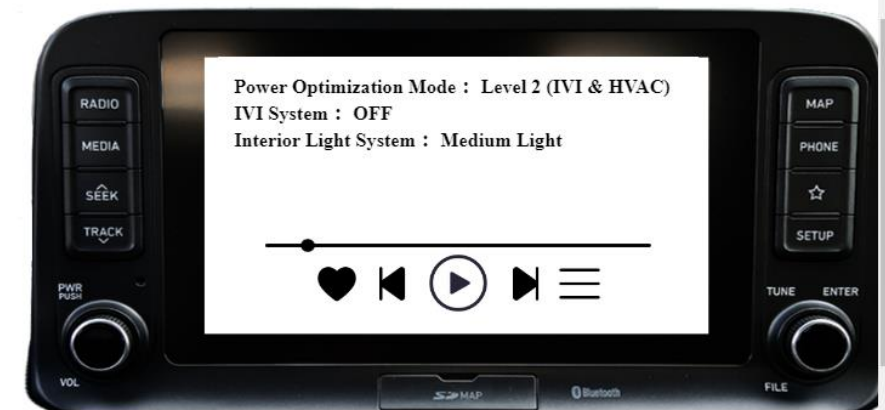 Power Optimization Mode： Level 2 (IVI & HVAC)
IVI System： OFF
Interior Light System： Medium Light
RADIO
MEDIA
SEEK
TRACK
PWR
PUSH
VOL
MAP
PHONE
SETUP
TUNE ENTER
FILE
SD MAP
Bluetooth